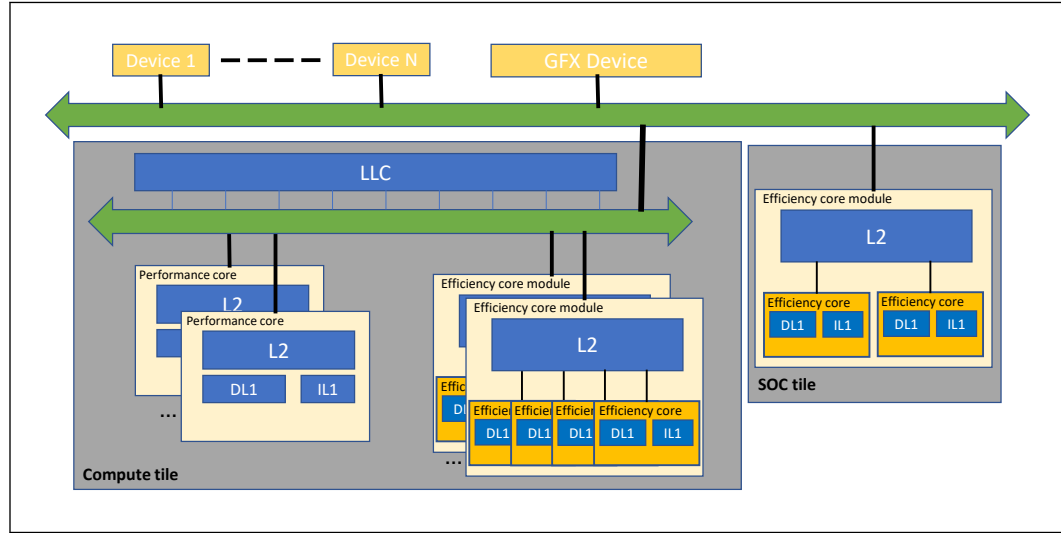 Device 1
Device N
GFX Device
LLC
Efficiency core module
L2
Efficiency core
DL1
IL1
Efficiency core
DL1
IL1
SOC tile
Performance core
L2
Performance core
L2
DL1
IL1
...
Efficiency core module
Efficiency core module
L2
Efficiency core
DL1
IL1
DL1
DL1
DL1
...
Compute tile